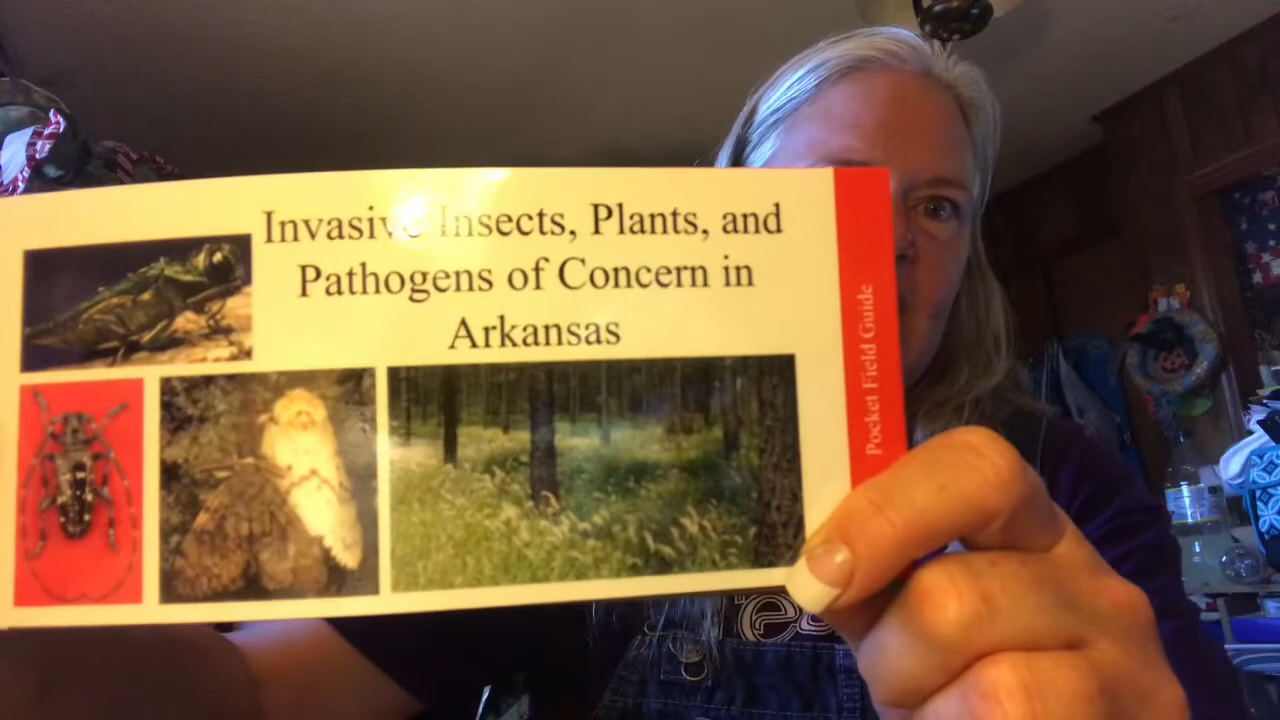 Invasive Insects, Plants, and
Pathogens of Concern in
Arkansas
Pocket Field Guide